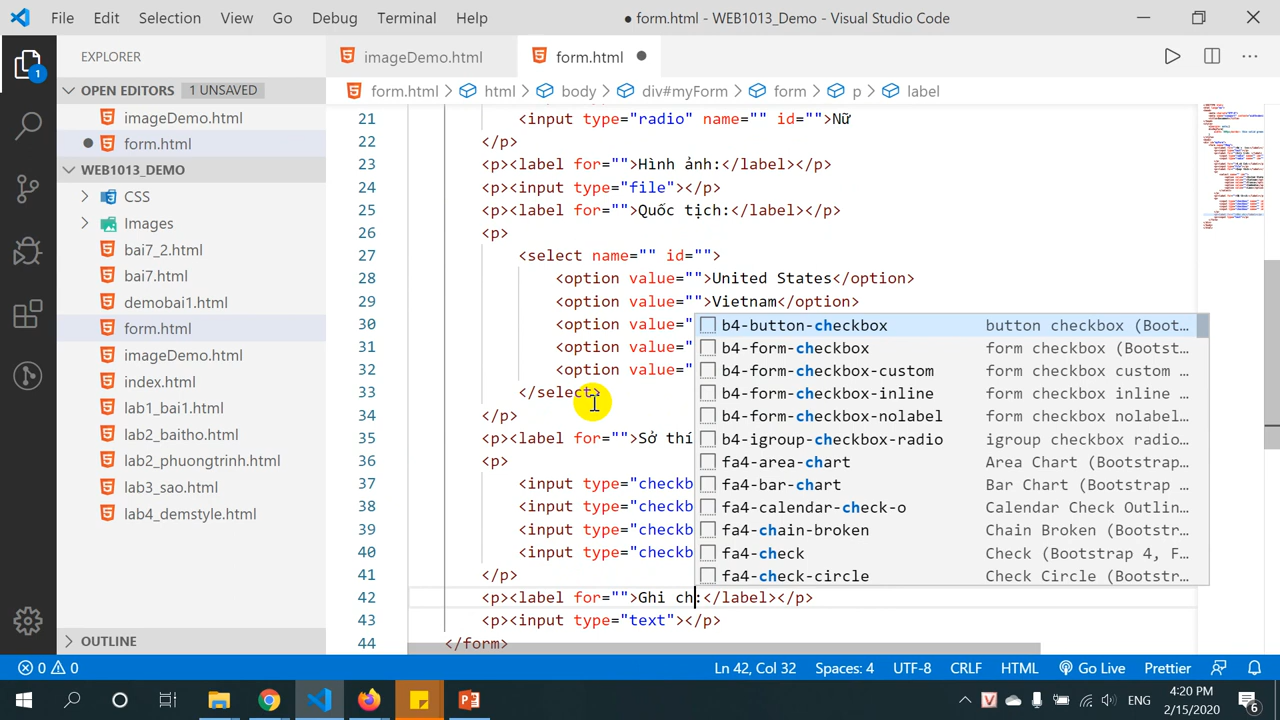 File Edit Selection View Go Debug Terminal Help ● form.html - WEB1013_Demo - Visual Studio Code
EXPLORER
imageDemo.html form.html
OPEN EDITORS 1 UNSAVED
imageDemo.html
form.html
WEB1013_DEMO
CSS
Images
bai7_2.html
bai7.html
demobai1.html
form.html
imageDemo.html
index.html
lab1_bai1.html
lab2_baitho.html
lab2_phuongtrinh.html
lab3_sao.html
lab4_demstyle.html
OUTLINE
form.html > html > body > div#myForm > form > p > label
21 <input type="radio" name="" id="">Nữ
22 </p>
23 <p><label for="">Hình ảnh:</label></p>
24 <p><input type="file"></p>
25 <p><label for="">Quốc tịch:</label></p>
26 <p>
27 <select name="" id="">
28 <option value="">United States</option>
29 <option value="">Vietnam</option>
30 <option value="
31 <option value="
32 <option value="
33 </select>
34 </p>
35 <p><label for="">Sở thí
36 <p>
37 <input type="checkb
38 <input type="checkb
39 <input type="checkb
40 <input type="checkb
41 </p>
42 <p><label for="">Ghi ch:</label></p>
43 <p><input type="text"></p>
44 </form>
b4-button-checkbox button checkbox (Boot…
b4-form-checkbox form checkbox (Bootst…
b4-form-checkbox-custom form checkbox custom …
b4-form-checkbox-inline form checkbox inline …
b4-form-checkbox-nolabel form checkbox nolabel…
b4-igroup-checkbox-radio igroup checkbox radio…
fa4-area-chart Area Chart (Bootstrap…
fa4-bar-chart Bar Chart (Bootstrap …
fa4-calendar-check-o Calendar Check Outlin…
fa4-chain-broken Chain Broken (Bootstr…
fa4-check Check (Bootstrap 4, F…
fa4-check-circle Check Circle (Bootstr…
0 0 Ln 42, Col 32 Spaces: 4 UTF-8 CRLF HTML Go Live Prettier
1
ENG 4:20 PM
2/15/2020 6